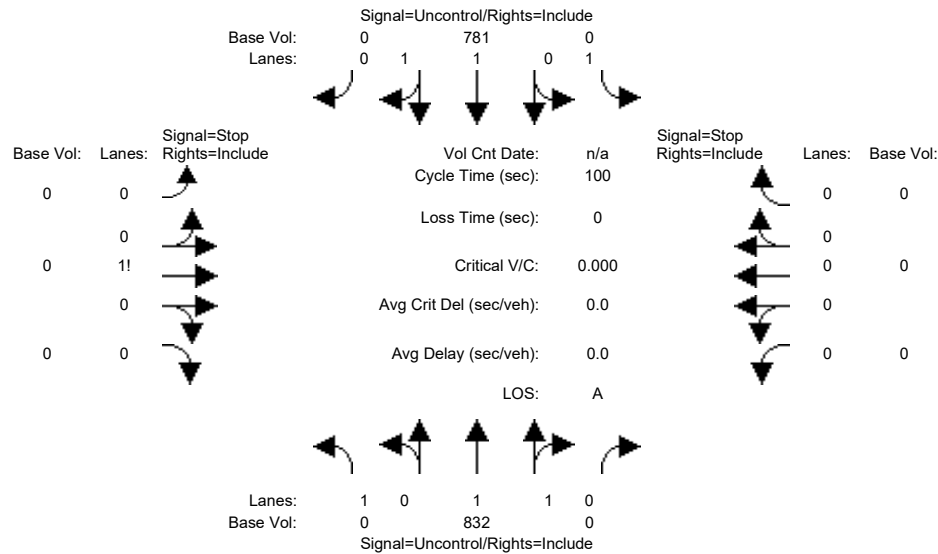 Signal=Uncontrol/Rights=Include
Base Vol: 0 781 0
Lanes: 0 1 1 0 1
Signal=Stop Signal=Stop
Base Vol: Lanes: Rights=Include Vol Cnt Date: n/a Rights=Include Lanes: Base Vol:
Cycle Time (sec): 100
0 0 0 0
Loss Time (sec): 0
0 0
0 1! Critical V/C: 0.000 0 0
0 Avg Crit Del (sec/veh): 0.0 0
0 0 Avg Delay (sec/veh): 0.0 0 0
LOS: A
Lanes: 1 0 1 1 0
Base Vol: 0 832 0
Signal=Uncontrol/Rights=Include